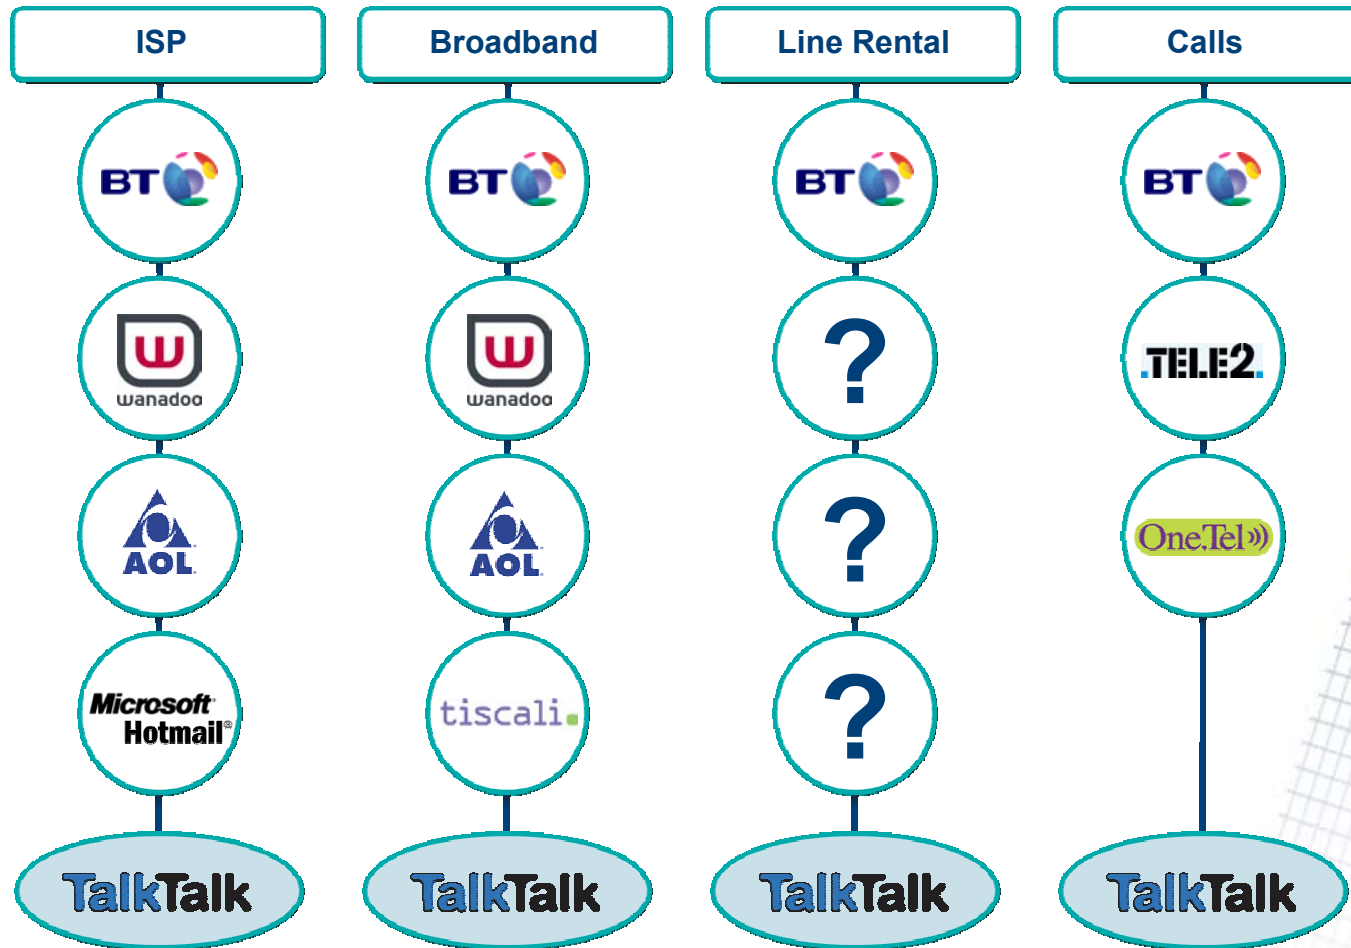 ISP
Broadband
Line Rental
Calls
BT
BT
BT
BT
wanadoo
wanadoo
?
.TELE2.
AOL
AOL
?
One.Tel
Microsoft
Hotmail®
tiscali.
?
TalkTalk
TalkTalk
TalkTalk
TalkTalk